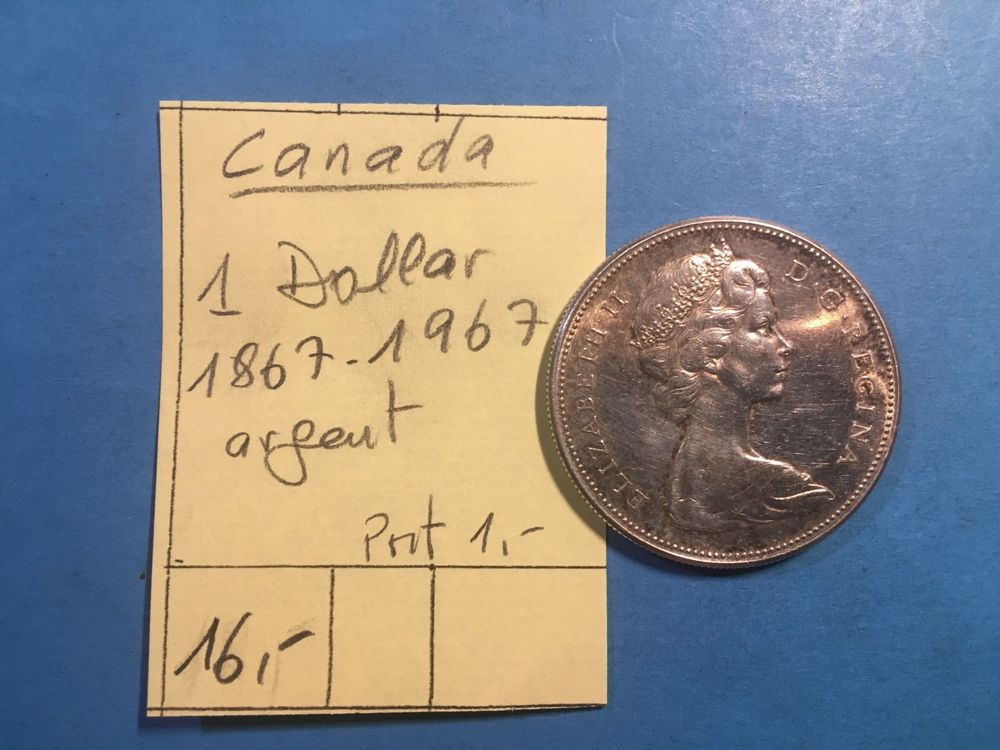 Canada
1 Dollar
1867-1967
argent
Port 1,-
16,-
ELIZABETH II D·G·REGINA